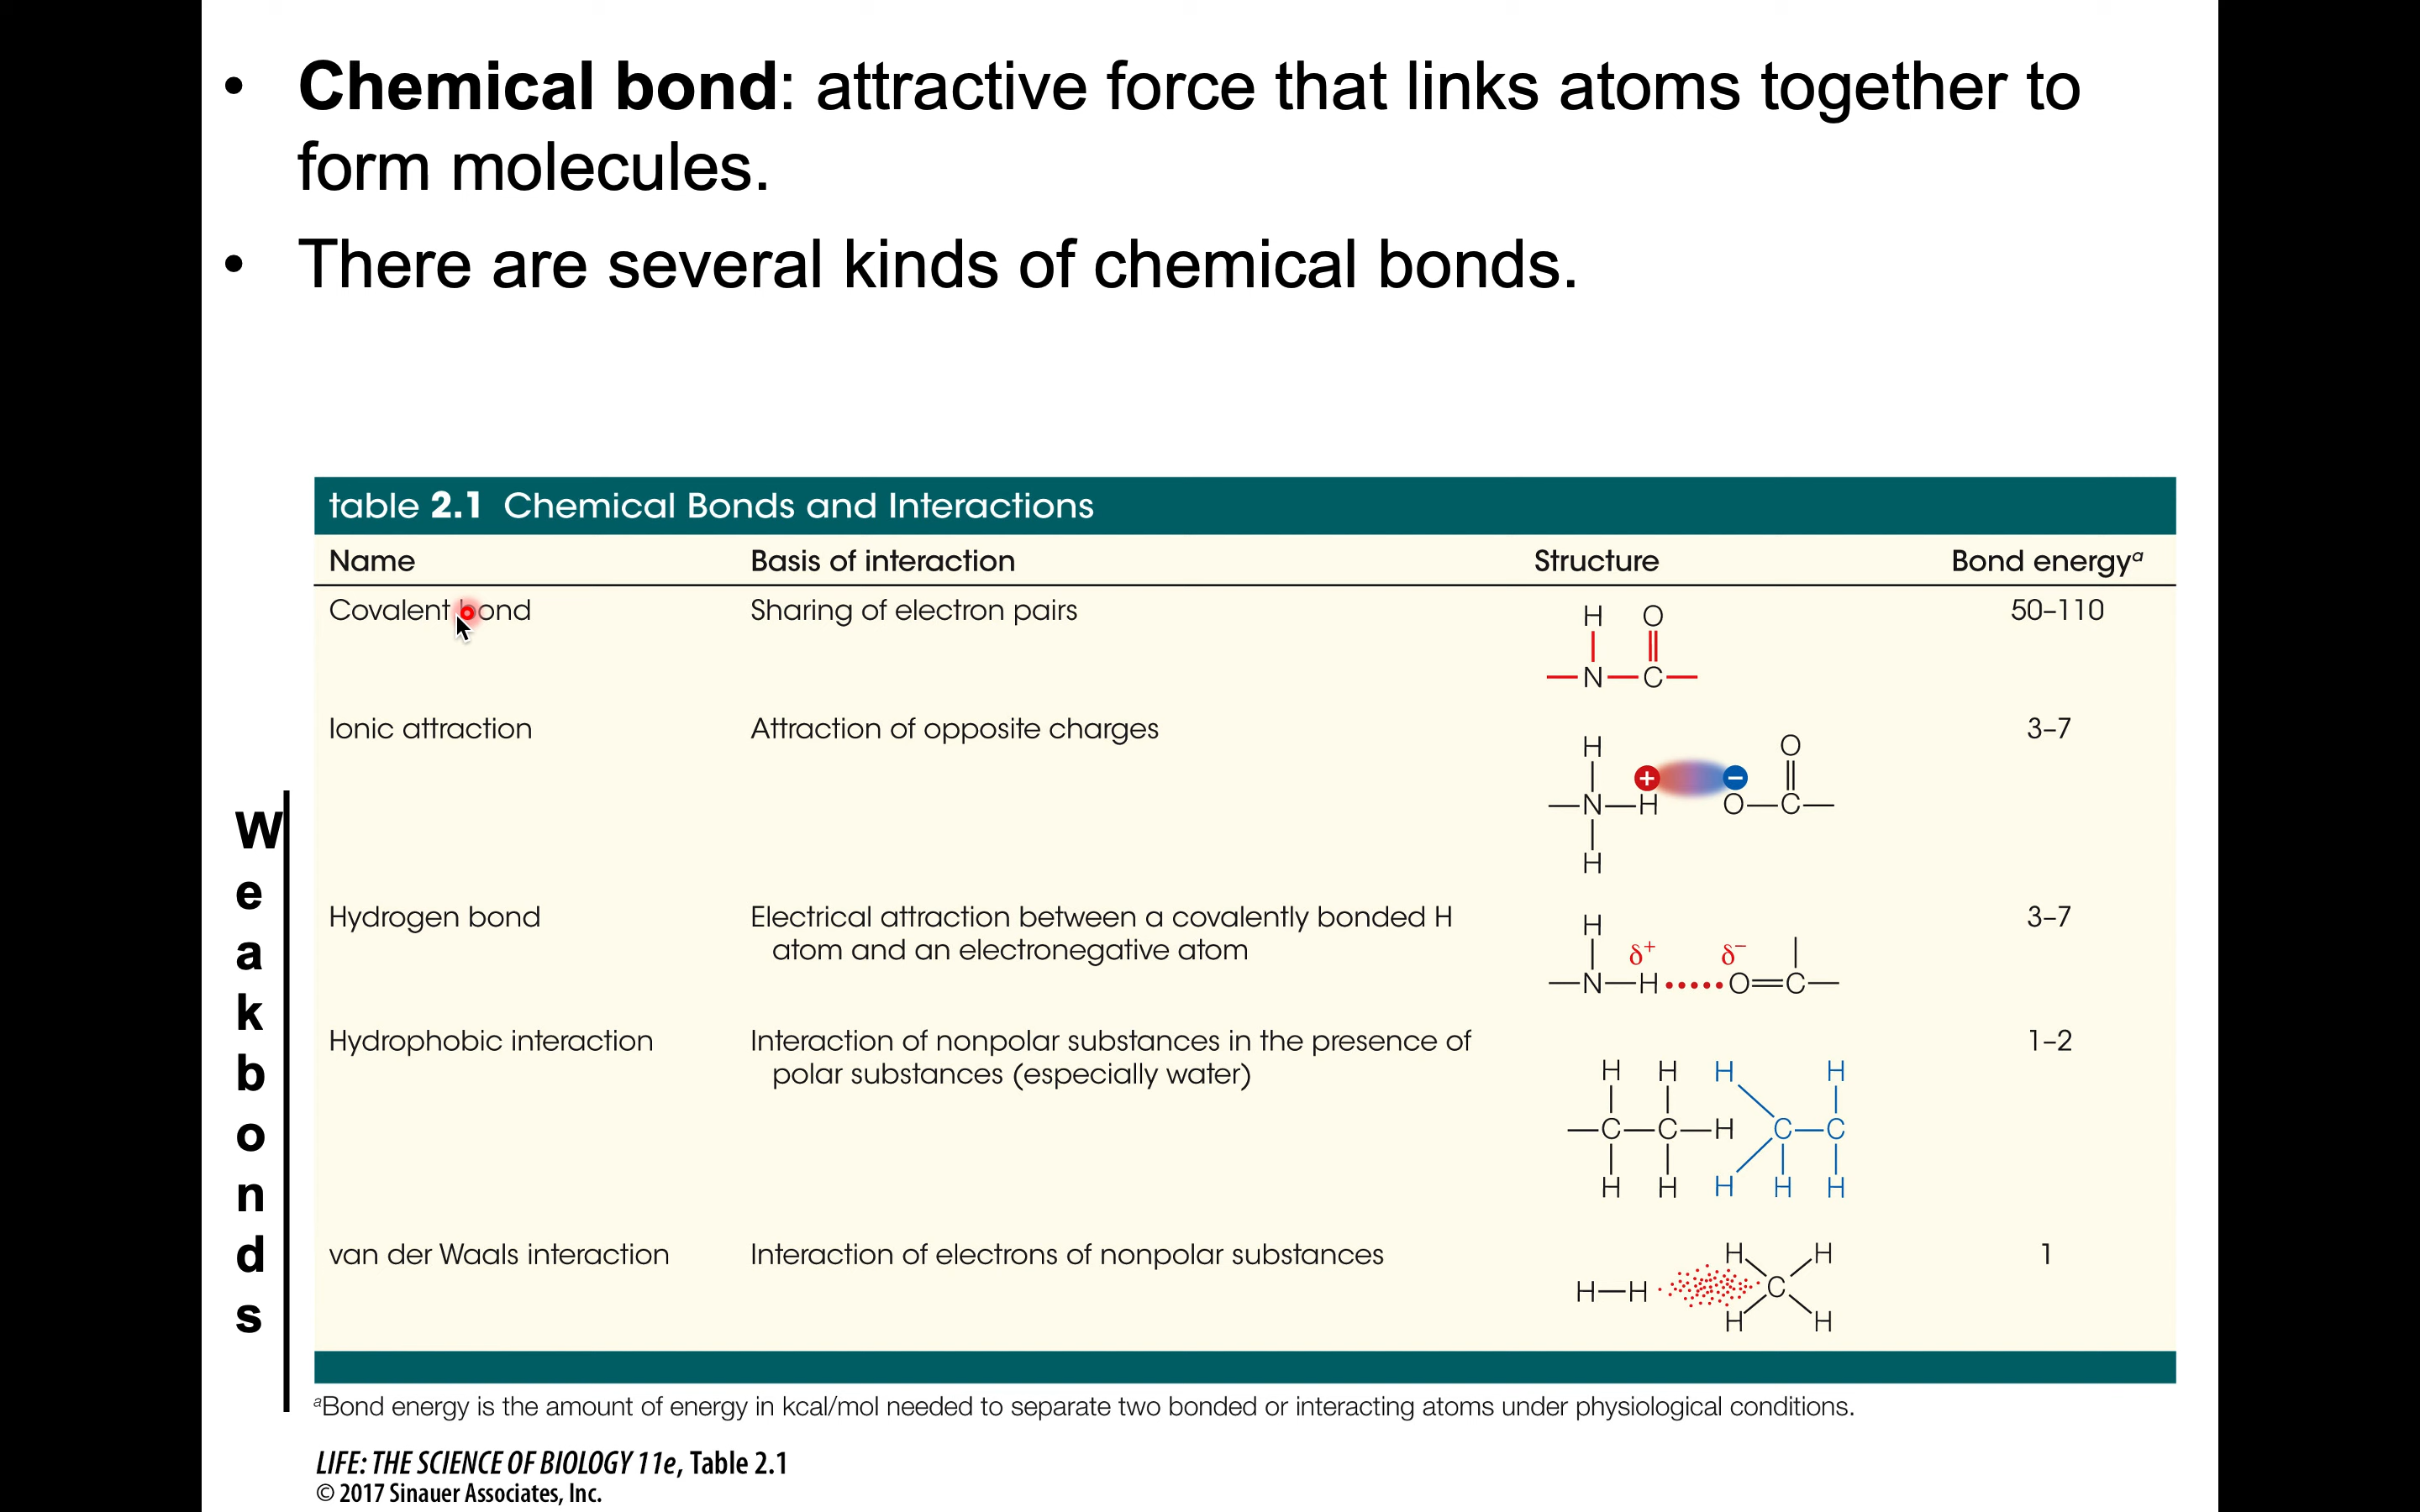 • Chemical bond: attractive force that links atoms together to
form molecules.
• There are several kinds of chemical bonds.
table 2.1 Chemical Bonds and Interactions
Name Basis of interaction Structure Bond energyᵃ
Covalent bond Sharing of electron pairs 50–110
H O
N C
Ionic attraction Attraction of opposite charges 3–7
H O
+ −
N H O C
H
Hydrogen bond Electrical attraction between a covalently bonded H 3–7
atom and an electronegative atom
H δ⁺ δ⁻
N H O C
Hydrophobic interaction Interaction of nonpolar substances in the presence of 1–2
polar substances (especially water)
H H H H
C C H C C
H H H H H
van der Waals interaction Interaction of electrons of nonpolar substances 1
H H
H H C
H H
W
e
a
k
b
o
n
d
s
ᵃBond energy is the amount of energy in kcal/mol needed to separate two bonded or interacting atoms under physiological conditions.
LIFE: THE SCIENCE OF BIOLOGY 11e, Table 2.1
© 2017 Sinauer Associates, Inc.